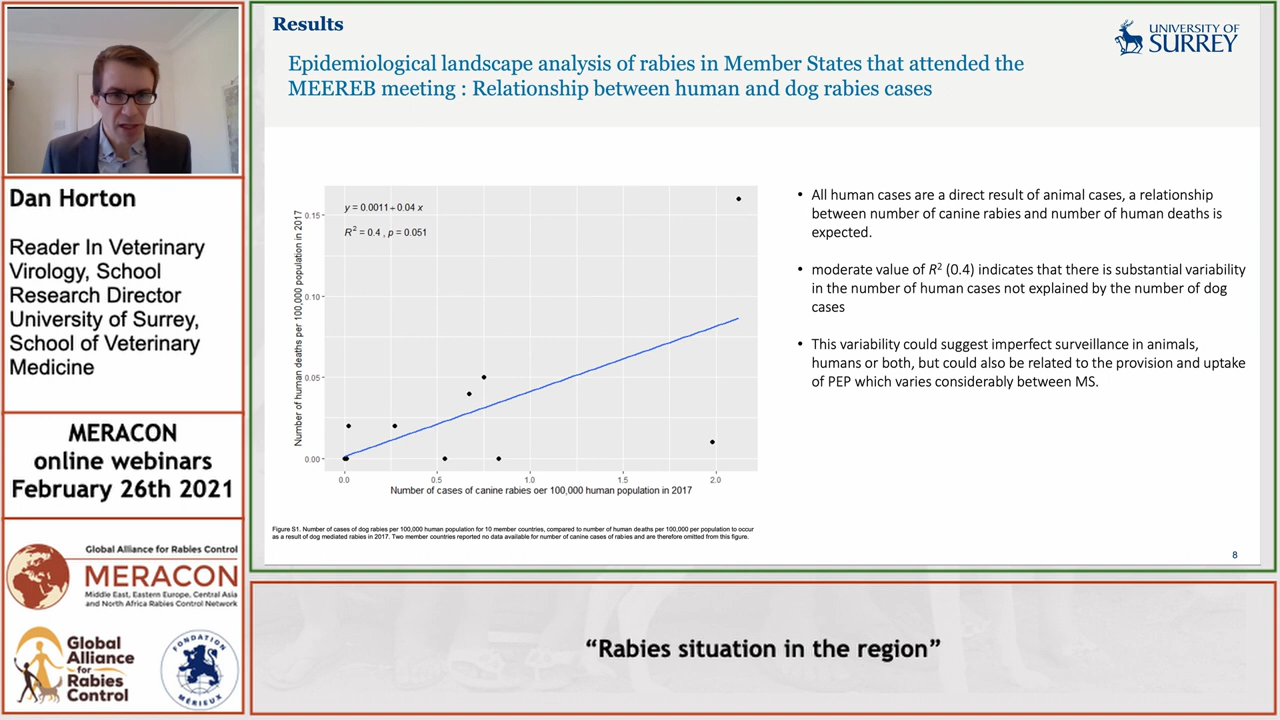 Results
UNIVERSITY OF
SURREY
Epidemiological landscape analysis of rabies in Member States that attended the
MEEREB meeting : Relationship between human and dog rabies cases
Dan Horton
Reader In Veterinary
Virology, School
Research Director
University of Surrey,
School of Veterinary
Medicine
MERACON
online webinars
February 26th 2021
Global Alliance for Rabies Control
MERACON
Middle East, Eastern Europe, Central Asia
and North Africa Rabies Control Network
Global
Alliance
for
Rabies
Control
FONDATION
MÉRIEUX
y = 0.0011+0.04 x
R² = 0.4 , p = 0.051
Number of human deaths per 100,000 population in 2017
0.15
0.10
0.05
0.00
0.0 0.5 1.0 1.5 2.0
Number of cases of canine rabies oer 100,000 human population in 2017
Figure S1. Number of cases of dog rabies per 100,000 human population for 10 member countries, compared to number of human deaths per 100,000 per population to occur
as a result of dog mediated rabies in 2017. Two member countries reported no data available for number of canine cases of rabies and are therefore omitted from this figure.
• All human cases are a direct result of animal cases, a relationship
between number of canine rabies and number of human deaths is
expected.
• moderate value of R² (0.4) indicates that there is substantial variability
in the number of human cases not explained by the number of dog
cases
• This variability could suggest imperfect surveillance in animals,
humans or both, but could also be related to the provision and uptake
of PEP which varies considerably between MS.
8
“Rabies situation in the region”